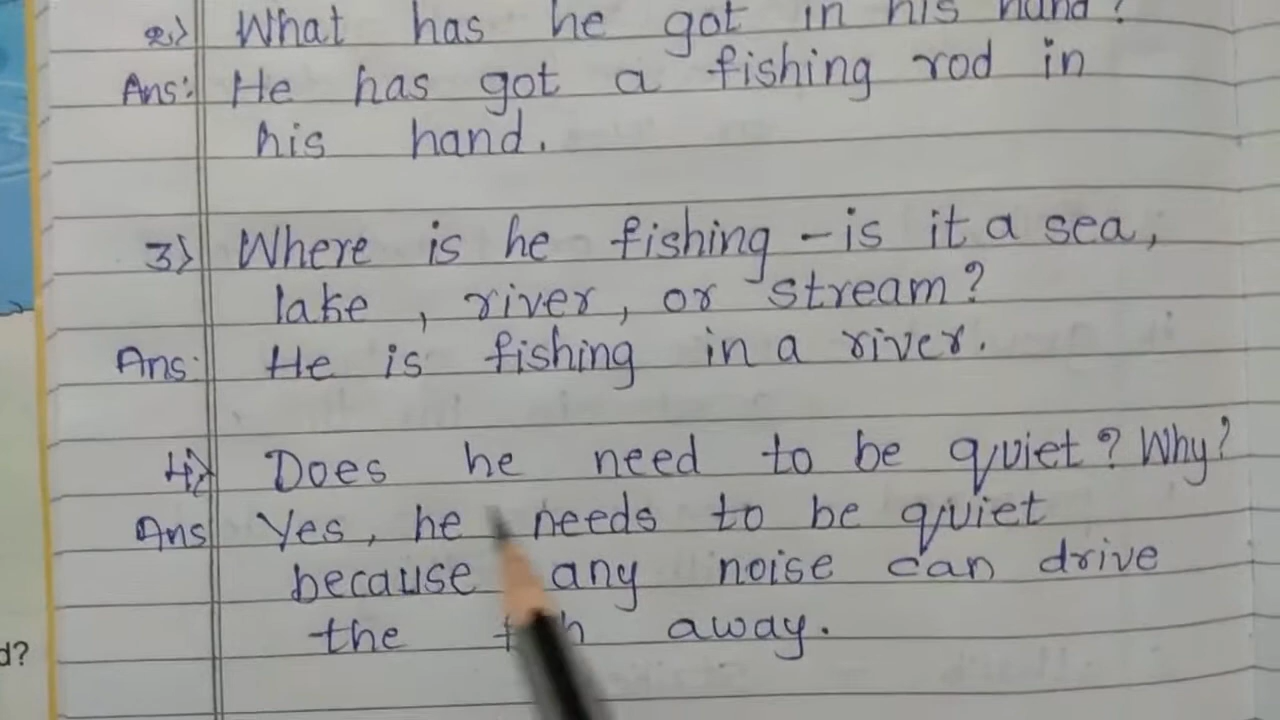 2) What has he got in his hand?
Ans: He has got a fishing rod in
his hand.
3) Where is he fishing - is it a sea,
lake, river, or stream?
Ans: He is fishing in a river.
4) Does he need to be quiet? Why?
Ans Yes, he needs to be quiet
because any noise can drive
the away.
d?